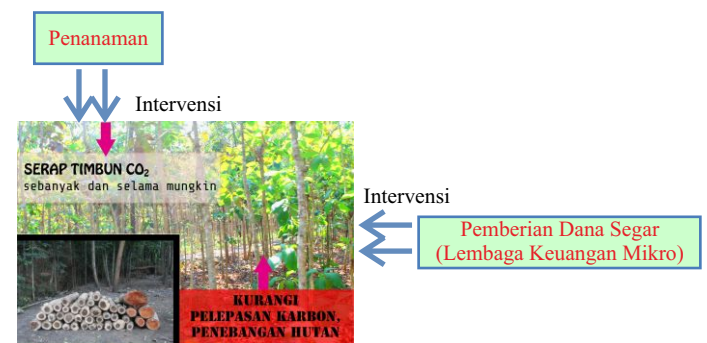 Penanaman
Intervensi
SERAP TIMBUN CO₂
sebanyak dan selama mungkin
Intervensi
Pemberian Dana Segar
(Lembaga Keuangan Mikro)
KURANGI
PELEPASAN KARBON,
PENEBANGAN HUTAN